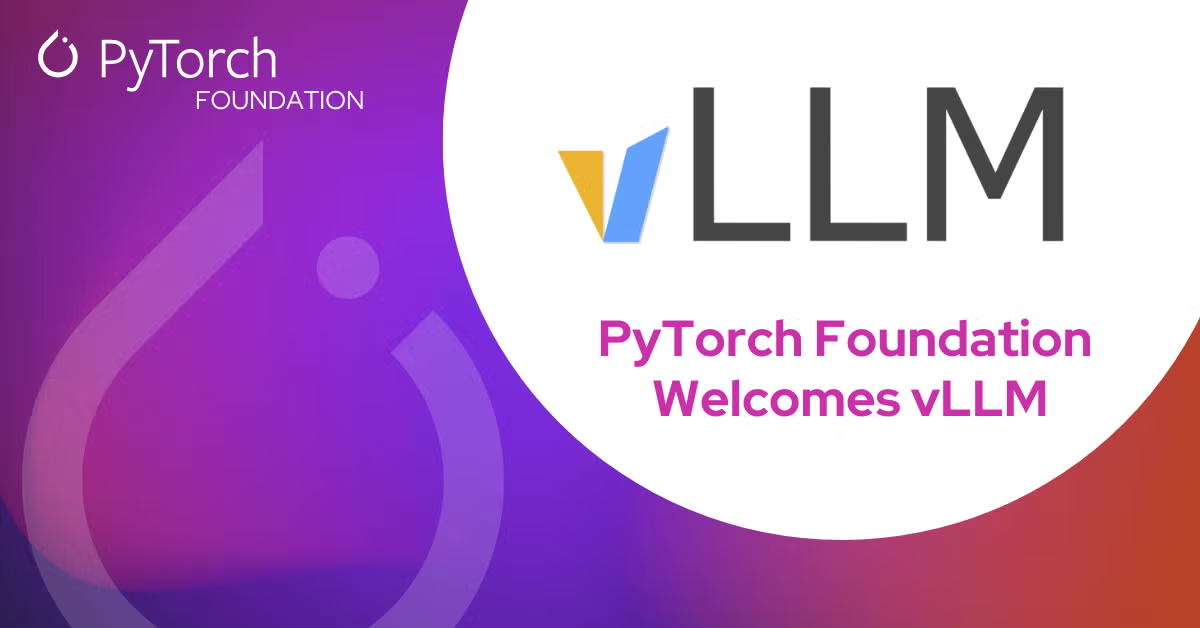 PyTorch
FOUNDATION
vLLM
PyTorch Foundation
Welcomes vLLM